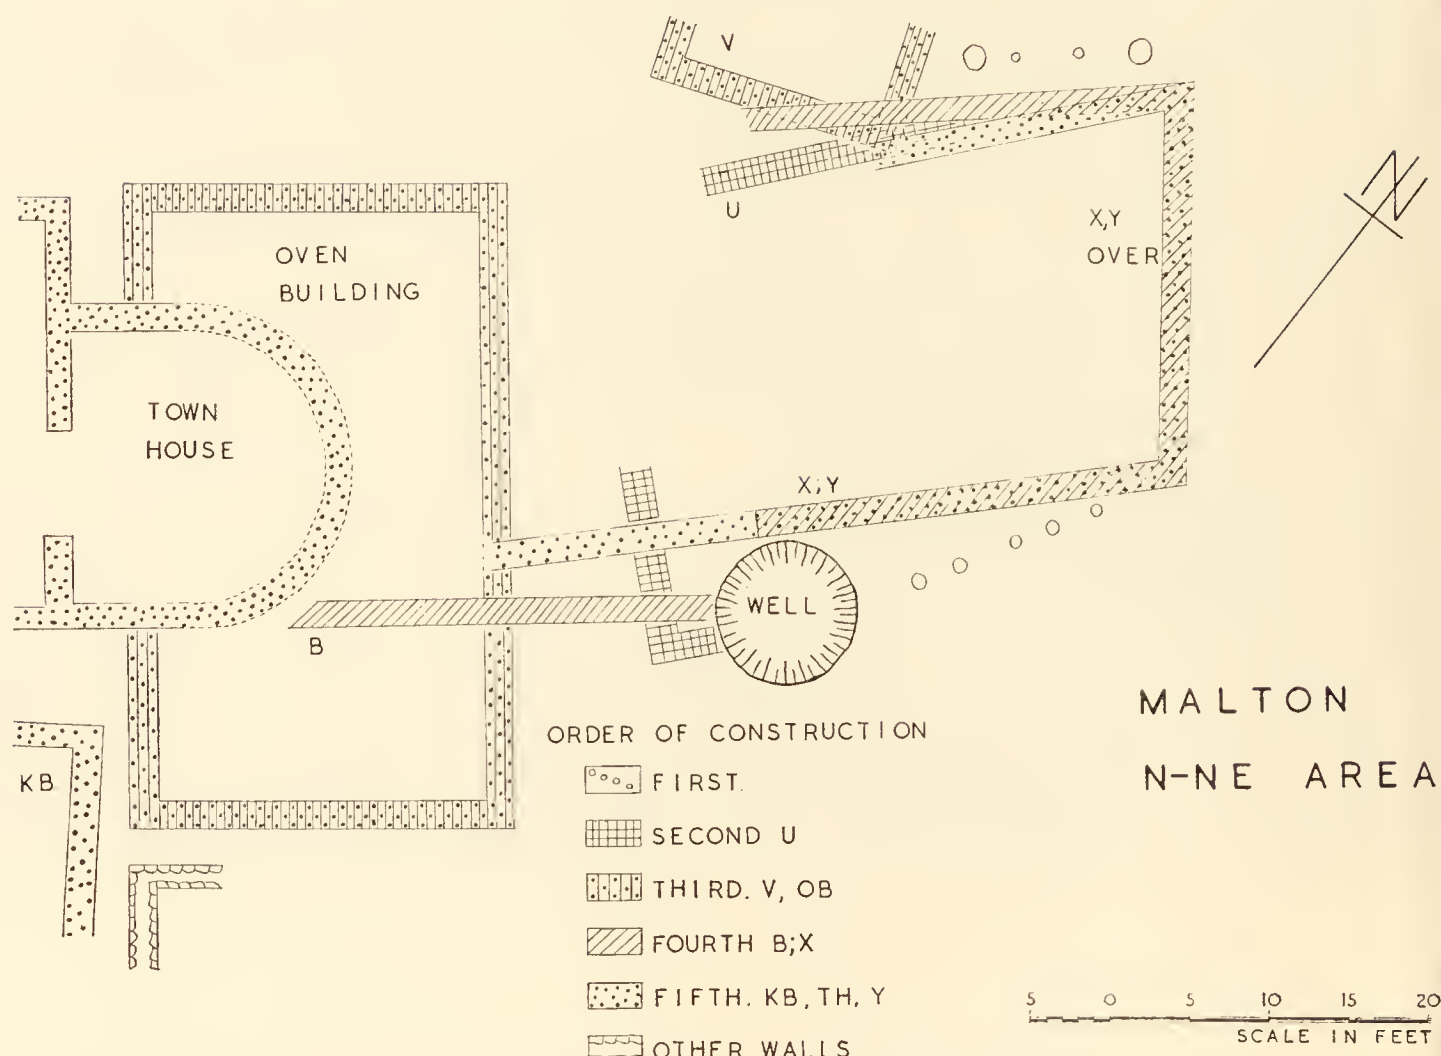 V
U
X,Y
OVER
N
OVEN
BUILDING
TOWN
HOUSE
X;Y
WELL
B
KB
MALTON
N-NE AREA
ORDER OF CONSTRUCTION
FIRST.
SECOND U
THIRD. V, OB
FOURTH B;X
FIFTH. KB, TH, Y
OTHER WALLS
5 0 5 10 15 20
SCALE IN FEET